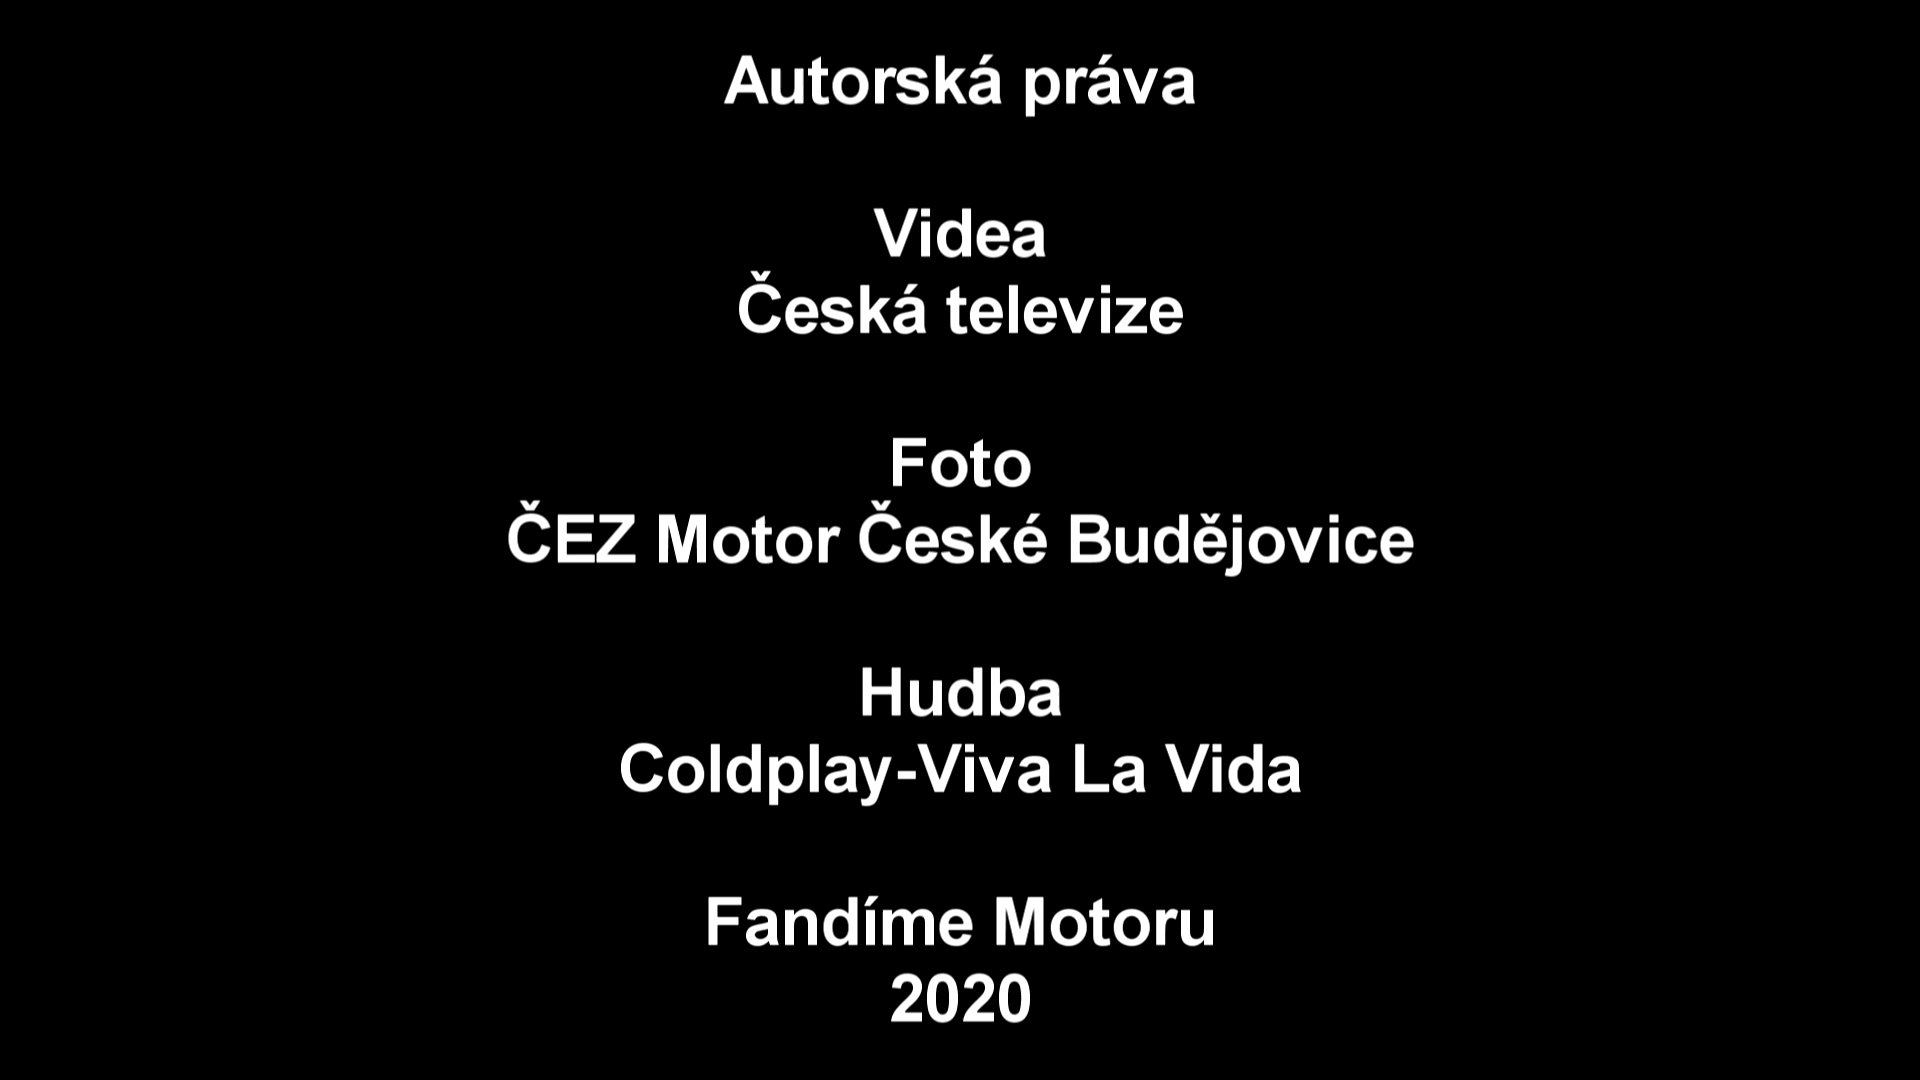 Autorská práva
Videa
Česká televize
Foto
ČEZ Motor České Budějovice
Hudba
Coldplay-Viva La Vida
Fandíme Motoru
2020